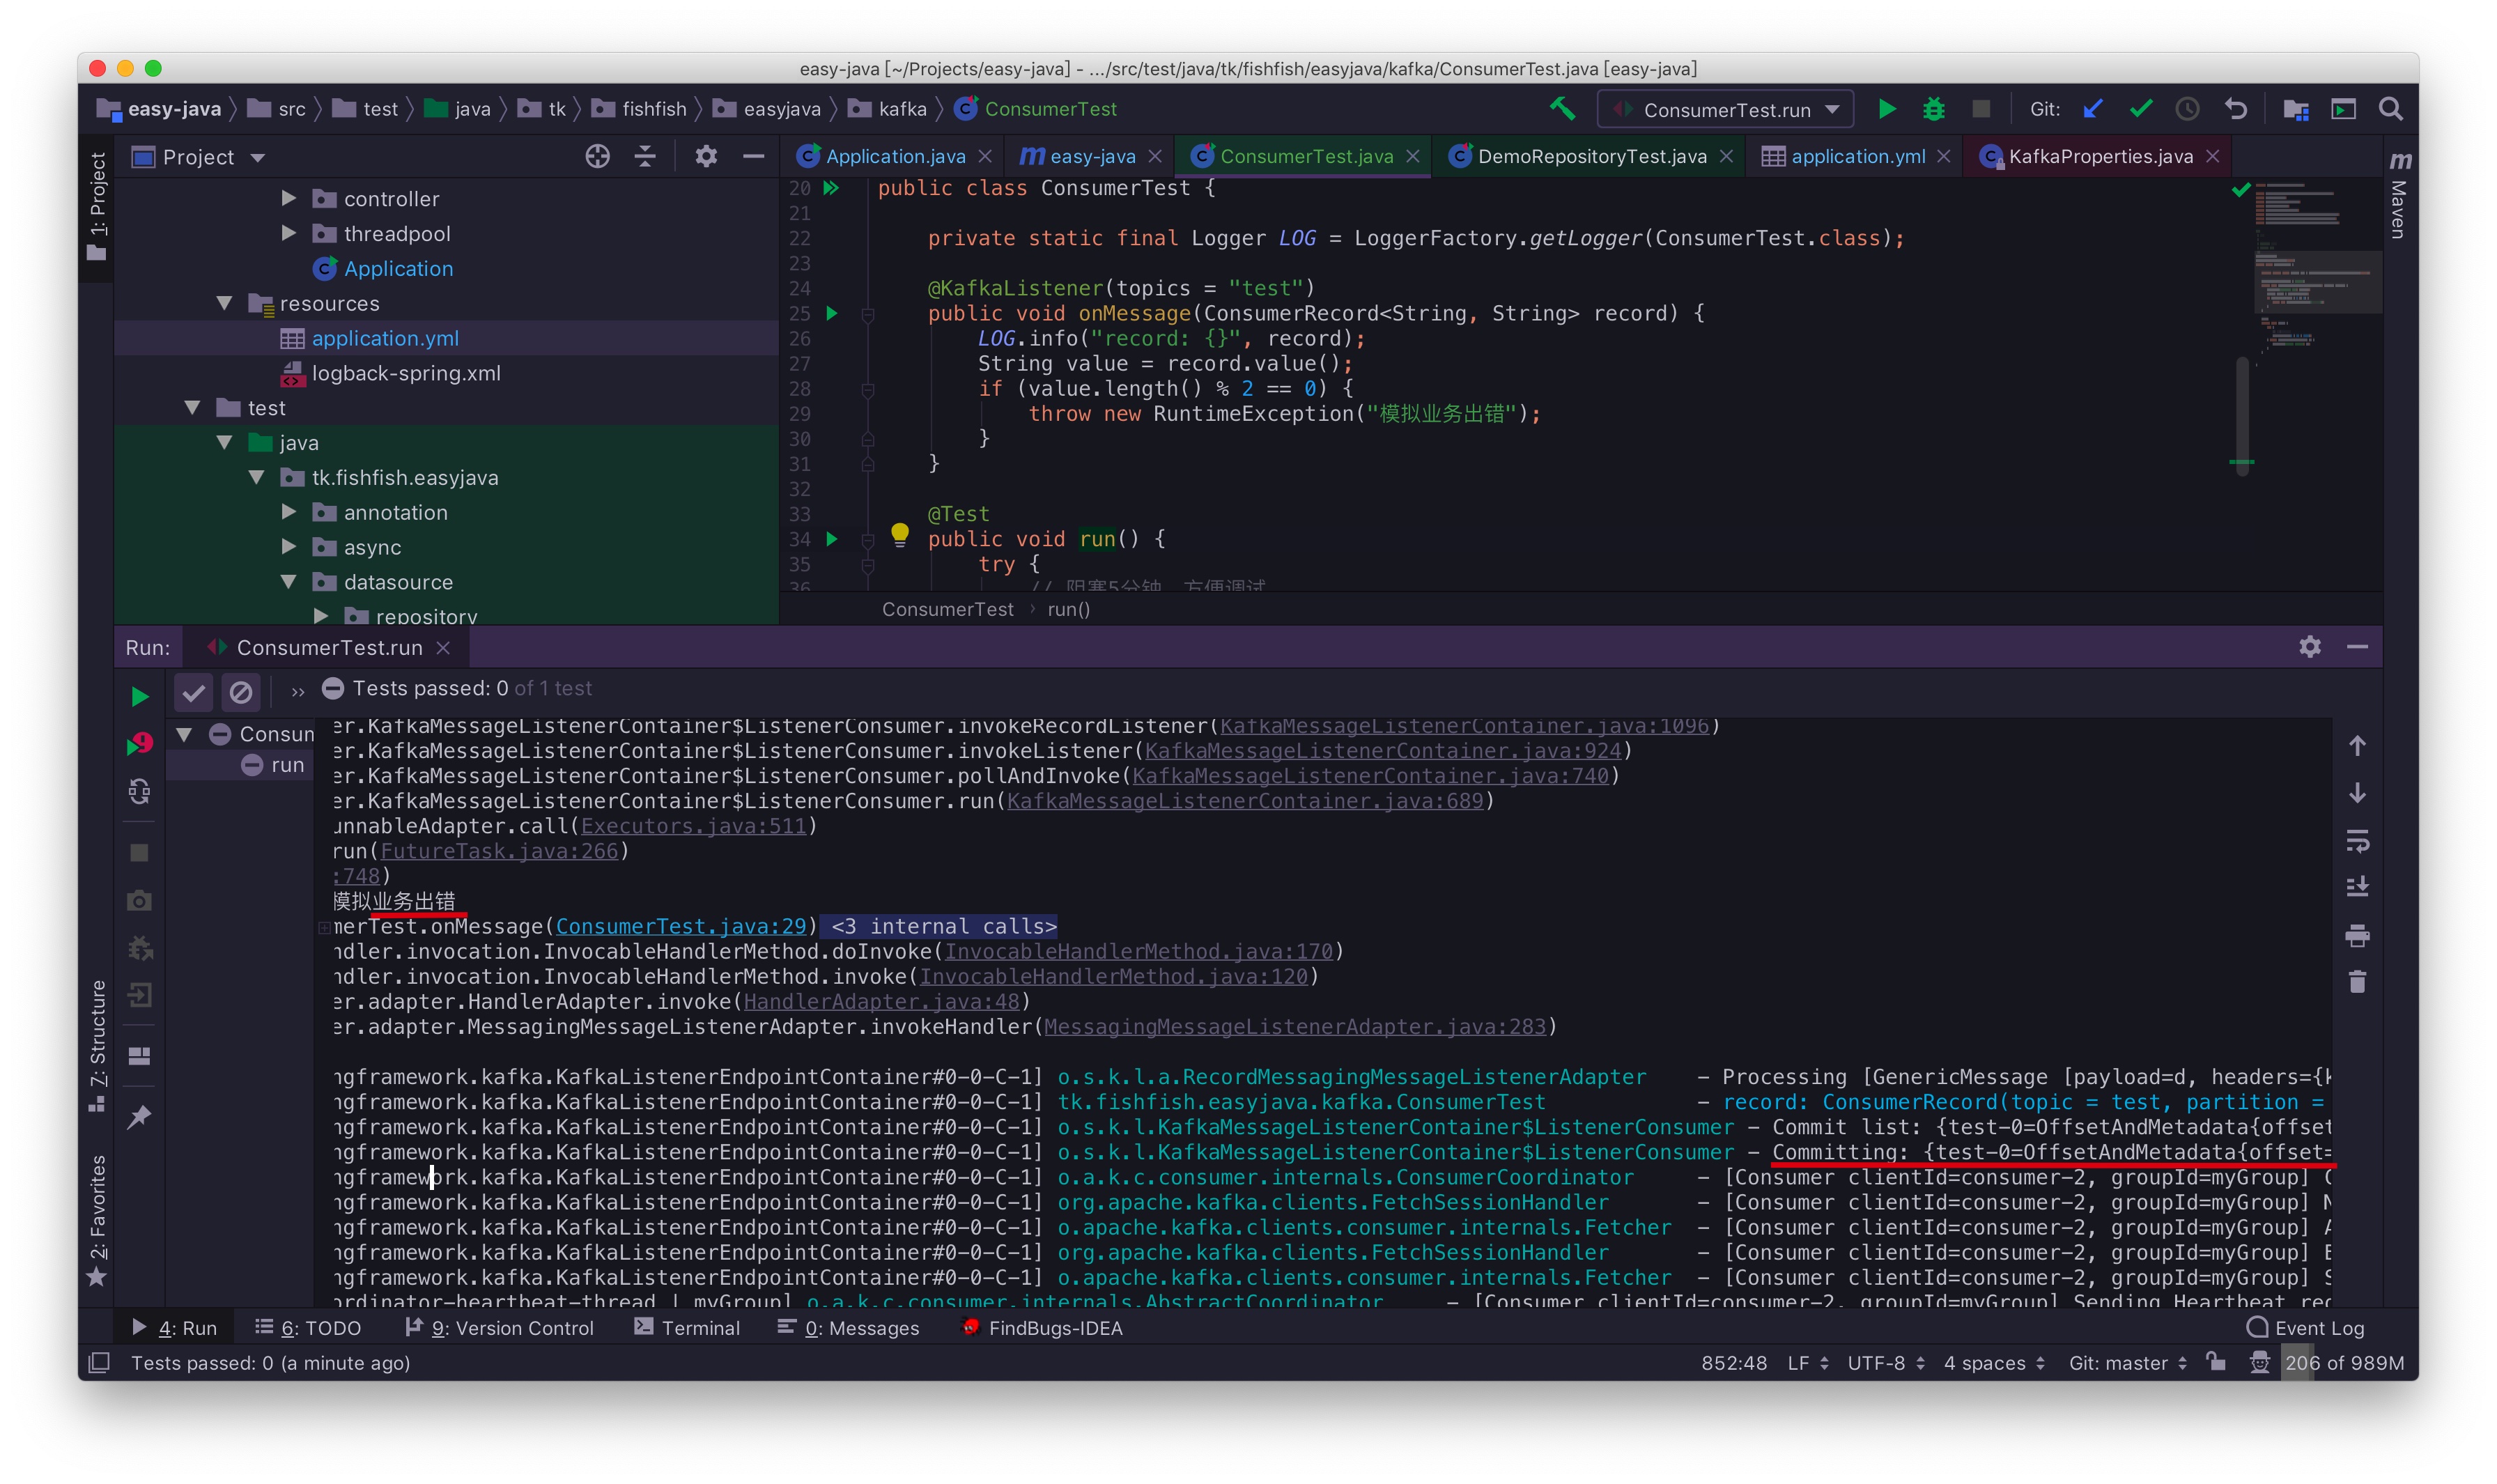 easy-java [~/Projects/easy-java] - .../src/test/java/tk/fishfish/easyjava/kafka/ConsumerTest.java [easy-java]
easy-java src test java tk fishfish easyjava kafka ConsumerTest ConsumerTest.run Git:
1: Project
Project
Application.java easy-java ConsumerTest.java DemoRepositoryTest.java application.yml KafkaProperties.java
Maven
controller
threadpool
Application
resources
application.yml
logback-spring.xml
test
java
tk.fishfish.easyjava
annotation
async
datasource
repository
20 public class ConsumerTest {
21
22 private static final Logger LOG = LoggerFactory.getLogger(ConsumerTest.class);
23
24 @KafkaListener(topics = "test")
25 public void onMessage(ConsumerRecord<String, String> record) {
26 LOG.info("record: {}", record);
27 String value = record.value();
28 if (value.length() % 2 == 0) {
29 throw new RuntimeException("模拟业务出错");
30 }
31 }
32
33 @Test
34 public void run() {
35 try {
36 // 阻塞5分钟，方便调试
ConsumerTest › run()
Run: ConsumerTest.run
Tests passed: 0 of 1 test
Consun
run
er.KafkaMessageListenerContainer$ListenerConsumer.invokeRecordListener(KafkaMessageListenerContainer.java:1096)
er.KafkaMessageListenerContainer$ListenerConsumer.invokeListener(KafkaMessageListenerContainer.java:924)
er.KafkaMessageListenerContainer$ListenerConsumer.pollAndInvoke(KafkaMessageListenerContainer.java:740)
er.KafkaMessageListenerContainer$ListenerConsumer.run(KafkaMessageListenerContainer.java:689)
unnableAdapter.call(Executors.java:511)
run(FutureTask.java:266)
:748)
模拟业务出错
merTest.onMessage(ConsumerTest.java:29) <3 internal calls>
ndler.invocation.InvocableHandlerMethod.doInvoke(InvocableHandlerMethod.java:170)
ndler.invocation.InvocableHandlerMethod.invoke(InvocableHandlerMethod.java:120)
er.adapter.HandlerAdapter.invoke(HandlerAdapter.java:48)
er.adapter.MessagingMessageListenerAdapter.invokeHandler(MessagingMessageListenerAdapter.java:283)
ngframework.kafka.KafkaListenerEndpointContainer#0-0-C-1] o.s.k.l.a.RecordMessagingMessageListenerAdapter - Processing [GenericMessage [payload=d, headers={k
ngframework.kafka.KafkaListenerEndpointContainer#0-0-C-1] tk.fishfish.easyjava.kafka.ConsumerTest - record: ConsumerRecord(topic = test, partition =
ngframework.kafka.KafkaListenerEndpointContainer#0-0-C-1] o.s.k.l.KafkaMessageListenerContainer$ListenerConsumer - Commit list: {test-0=OffsetAndMetadata{offset
ngframework.kafka.KafkaListenerEndpointContainer#0-0-C-1] o.s.k.l.KafkaMessageListenerContainer$ListenerConsumer - Committing: {test-0=OffsetAndMetadata{offset=
ngframework.kafka.KafkaListenerEndpointContainer#0-0-C-1] o.a.k.c.consumer.internals.ConsumerCoordinator - [Consumer clientId=consumer-2, groupId=myGroup]
ngframework.kafka.KafkaListenerEndpointContainer#0-0-C-1] org.apache.kafka.clients.FetchSessionHandler - [Consumer clientId=consumer-2, groupId=myGroup]
ngframework.kafka.KafkaListenerEndpointContainer#0-0-C-1] o.apache.kafka.clients.consumer.internals.Fetcher - [Consumer clientId=consumer-2, groupId=myGroup] A
ngframework.kafka.KafkaListenerEndpointContainer#0-0-C-1] org.apache.kafka.clients.FetchSessionHandler - [Consumer clientId=consumer-2, groupId=myGroup]
ngframework.kafka.KafkaListenerEndpointContainer#0-0-C-1] o.apache.kafka.clients.consumer.internals.Fetcher - [Consumer clientId=consumer-2, groupId=myGroup] S
ordinator-heartbeat-thread | myGroup] o.a.k.c.consumer.internals.AbstractCoordinator - [Consumer clientId=consumer-2, groupId=myGroup] Sending Heartbeat req
7: Structure
2: Favorites
4: Run 6: TODO 9: Version Control Terminal 0: Messages FindBugs-IDEA Event Log
Tests passed: 0 (a minute ago) 852:48 LF UTF-8 4 spaces Git: master 206 of 989M